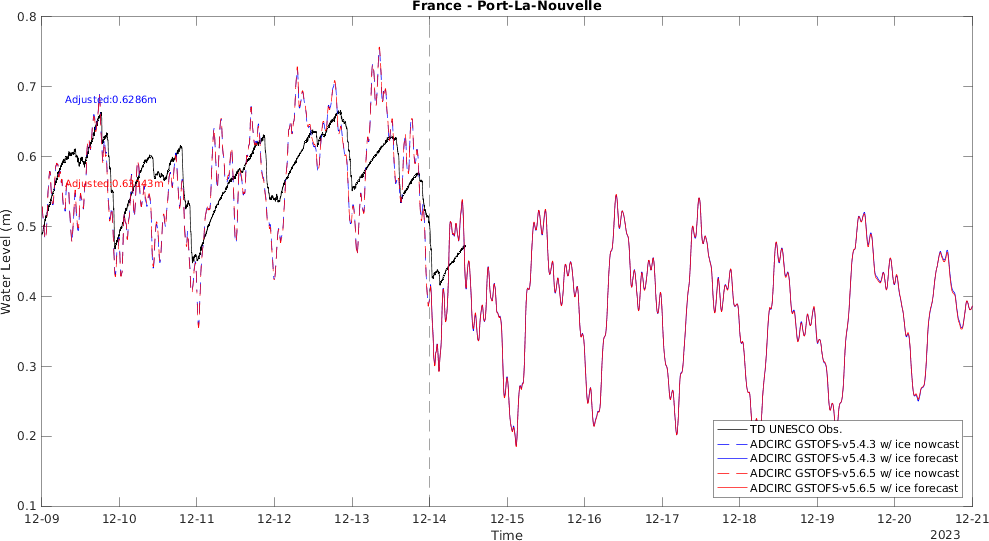 France - Port-La-Nouvelle
Water Level (m)
0.8
0.7
0.6
0.5
0.4
0.3
0.2
0.1
Adjusted:0.6286m
TD UNESCO Obs.
ADCIRC GSTOFS-v5.4.3 w/ ice nowcast
ADCIRC GSTOFS-v5.4.3 w/ ice forecast
ADCIRC GSTOFS-v5.6.5 w/ ice nowcast
ADCIRC GSTOFS-v5.6.5 w/ ice forecast
12-09 12-10 12-11 12-12 12-13 12-14 12-15 12-16 12-17 12-18 12-19 12-20 12-21
Time
2023